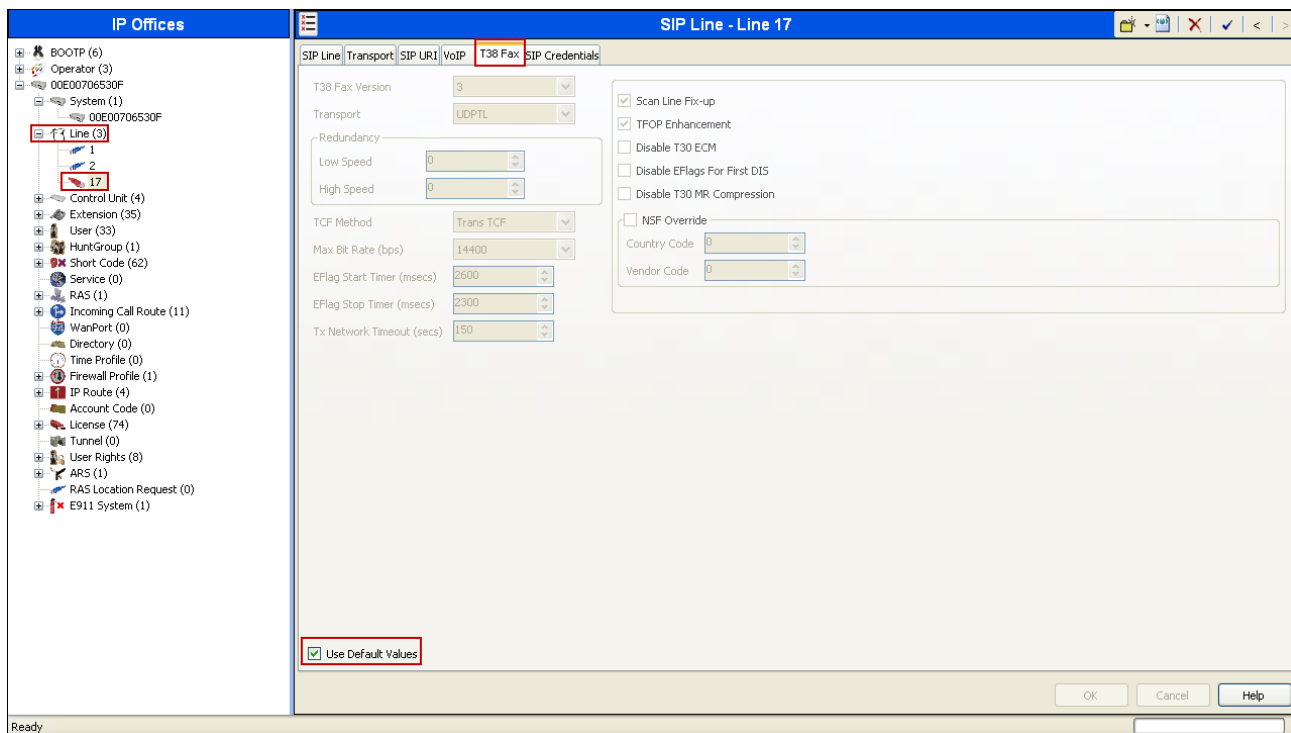 IP Offices
BOOTP (6)
Operator (3)
00E00706530F
System (1)
00E00706530F
Line (3)
1
2
17
Control Unit (4)
Extension (35)
User (33)
HuntGroup (1)
Short Code (62)
Service (0)
RAS (1)
Incoming Call Route (11)
WanPort (0)
Directory (0)
Time Profile (0)
Firewall Profile (1)
IP Route (4)
Account Code (0)
License (74)
Tunnel (0)
User Rights (8)
ARS (1)
RAS Location Request (0)
E911 System (1)
SIP Line - Line 17
SIP Line Transport SIP URI VoIP T38 Fax SIP Credentials
T38 Fax Version 3
Transport UDPTL
Redundancy
Low Speed 0
High Speed 0
TCF Method Trans TCF
Max Bit Rate (bps) 14400
EFlag Start Timer (msecs) 2600
EFlag Stop Timer (msecs) 2300
Tx Network Timeout (secs) 150
Scan Line Fix-up
TFOP Enhancement
Disable T30 ECM
Disable EFlags For First DIS
Disable T30 MR Compression
NSF Override
Country Code 0
Vendor Code 0
Use Default Values
OK Cancel Help
Ready